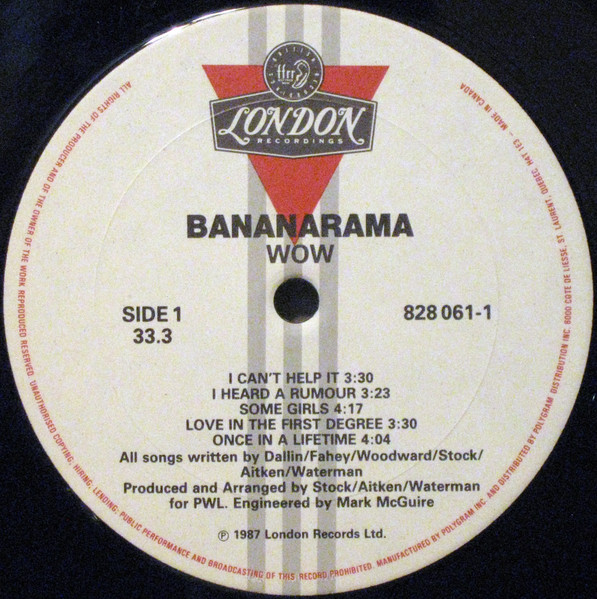 BRITISH
ffrr
LONDON
RECORDINGS
BANANARAMA
WOW
SIDE 1
33.3
828 061-1
I CAN'T HELP IT 3:30
I HEARD A RUMOUR 3:23
SOME GIRLS 4:17
LOVE IN THE FIRST DEGREE 3:30
ONCE IN A LIFETIME 4:04
All songs written by Dallin/Fahey/Woodward/Stock/
Aitken/Waterman
Produced and Arranged by Stock/Aitken/Waterman
for PWL. Engineered by Mark McGuire
℗ 1987 London Records Ltd.
ALL RIGHTS OF THE PRODUCER AND OF THE OWNER OF THE WORK REPRODUCED RESERVED. UNAUTHORISED COPYING, HIRING, LENDING, PUBLIC PERFORMANCE AND BROADCASTING OF THIS RECORD PROHIBITED. MANUFACTURED BY POLYGRAM INC. AND DISTRIBUTED BY POLYGRAM DISTRIBUTION INC. 6000 COTE DE LIESSE, ST. LAURENT, QUEBEC H4T 1E3 – MADE IN CANADA